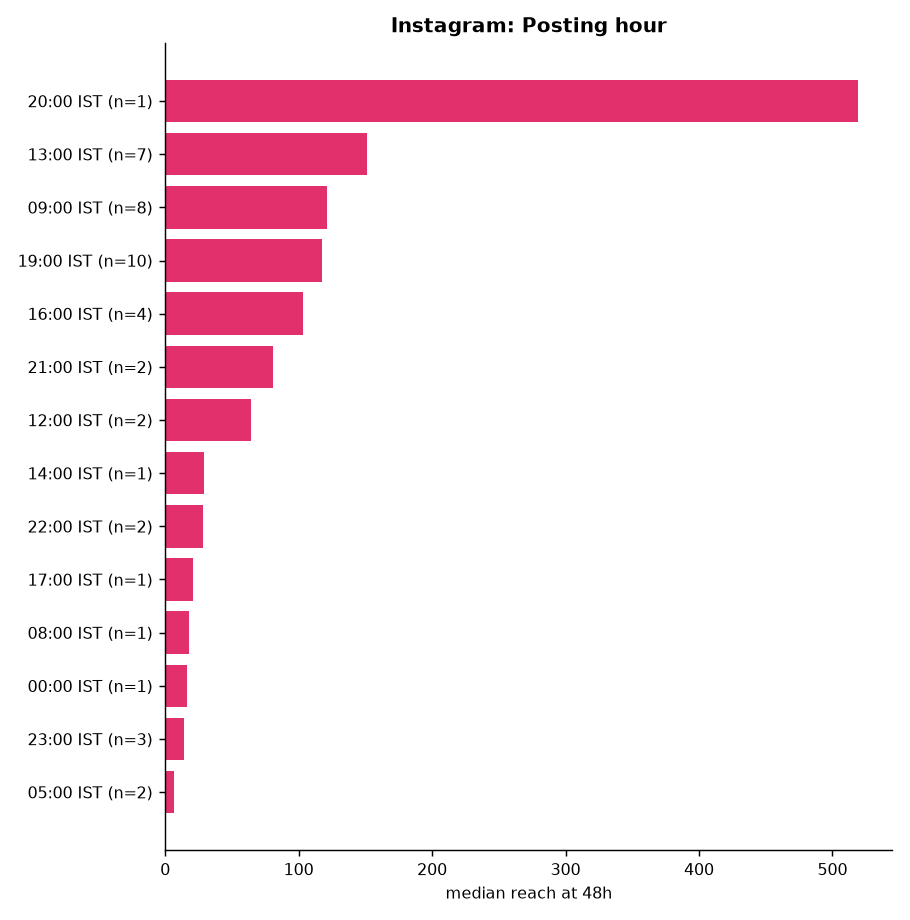 Instagram: Posting hour
20:00 IST (n=1)
13:00 IST (n=7)
09:00 IST (n=8)
19:00 IST (n=10)
16:00 IST (n=4)
21:00 IST (n=2)
12:00 IST (n=2)
14:00 IST (n=1)
22:00 IST (n=2)
17:00 IST (n=1)
08:00 IST (n=1)
00:00 IST (n=1)
23:00 IST (n=3)
05:00 IST (n=2)
0 100 200 300 400 500
median reach at 48h